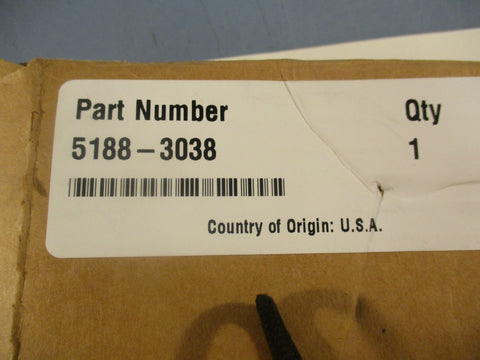 Part Number Qty
5188-3038 1
Country of Origin: U.S.A.